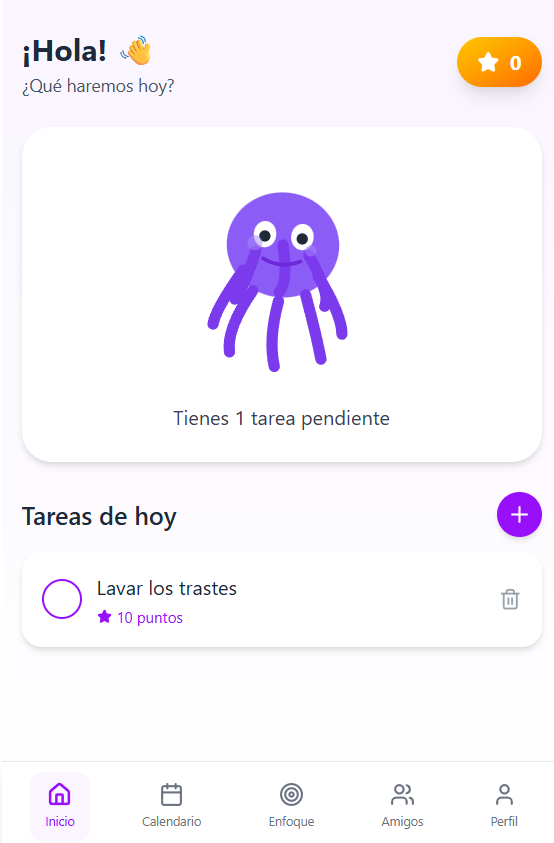 ¡Hola! 👋
¿Qué haremos hoy?
0
Tienes 1 tarea pendiente
Tareas de hoy
Lavar los trastes
10 puntos
Inicio
Calendario
Enfoque
Amigos
Perfil